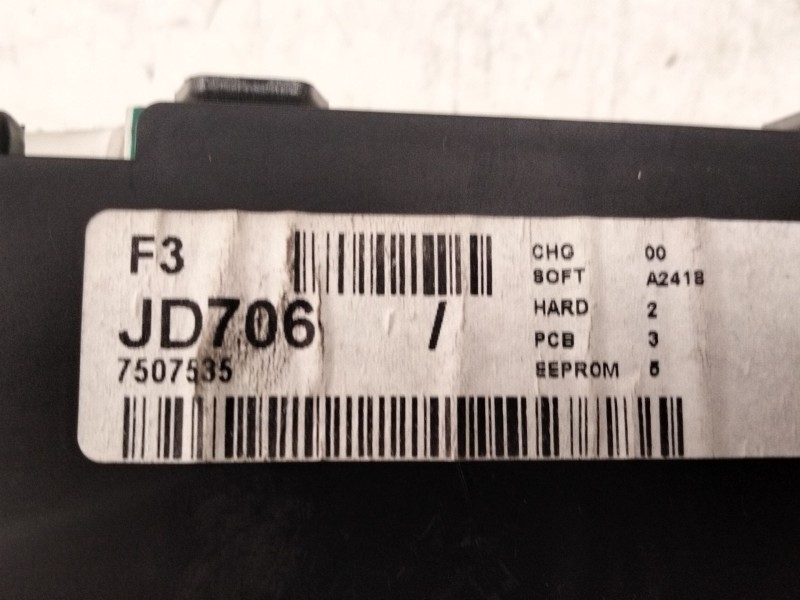 F3
JD706 /
7507535
CHG 00
SOFT A241B
HARD 2
PCB 3
EEPROM 5